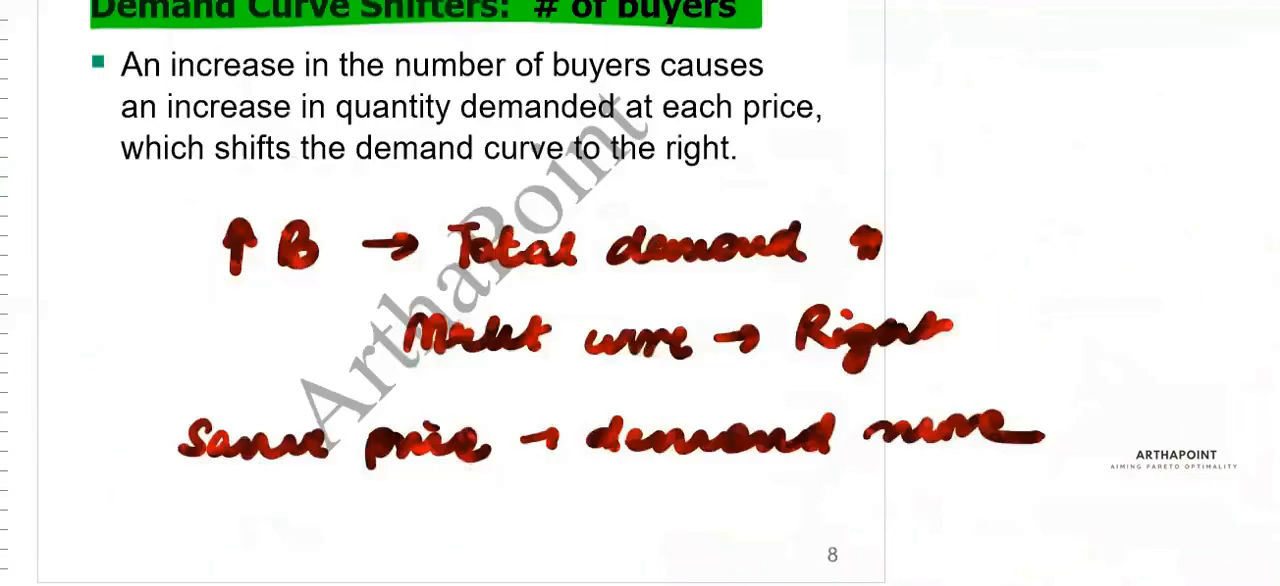 Demand Curve Shifters: # of buyers
An increase in the number of buyers causes
an increase in quantity demanded at each price,
which shifts the demand curve to the right.
↑ B → Total demand ↑
Market curve → Right
Same price → demand more
ArthaPoint
ARTHAPOINT
AIMING PARETO OPTIMALITY
8